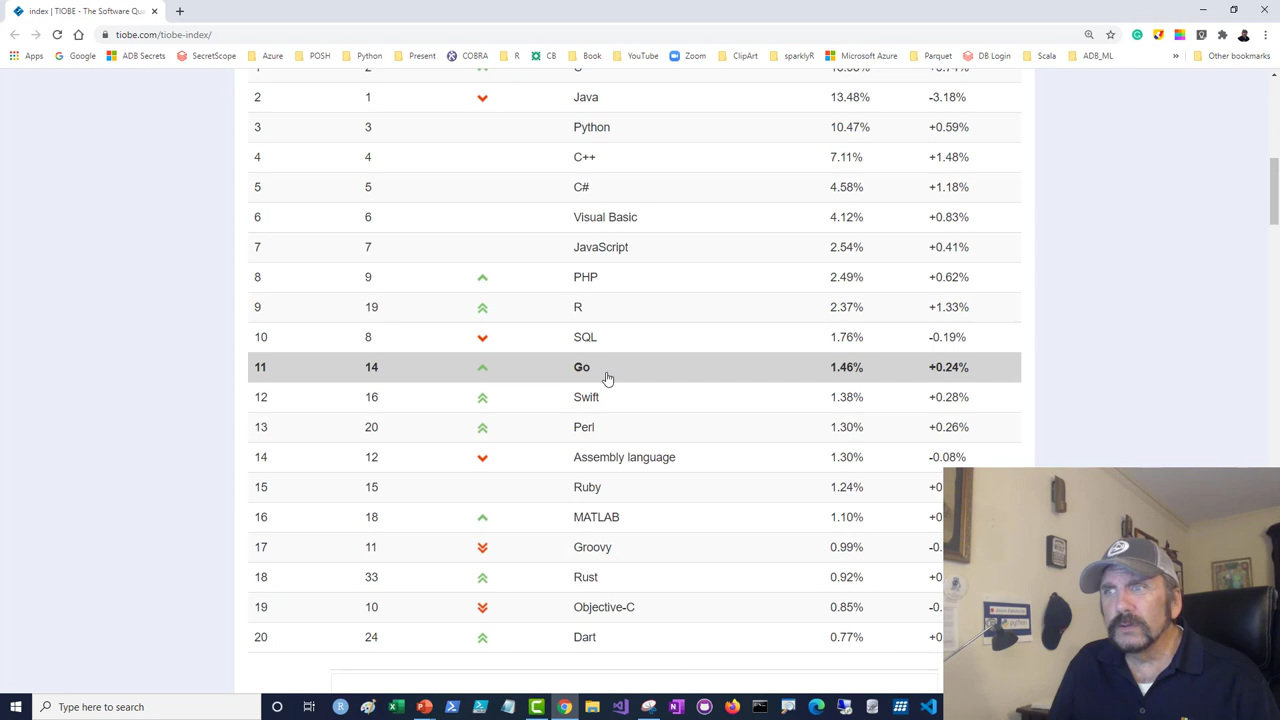 index | TIOBE - The Software Qua
tiobe.com/tiobe-index/
Apps Google ADB Secrets SecretScope Azure POSH Python Present COBRA R CB Book YouTube Zoom ClipArt sparklyR Microsoft Azure Parquet DB Login Scala ADB_ML » Other bookmarks
2 1 Java 13.48% -3.18%
3 3 Python 10.47% +0.59%
4 4 C++ 7.11% +1.48%
5 5 C# 4.58% +1.18%
6 6 Visual Basic 4.12% +0.83%
7 7 JavaScript 2.54% +0.41%
8 9 PHP 2.49% +0.62%
9 19 R 2.37% +1.33%
10 8 SQL 1.76% -0.19%
11 14 Go 1.46% +0.24%
12 16 Swift 1.38% +0.28%
13 20 Perl 1.30% +0.26%
14 12 Assembly language 1.30% -0.08%
15 15 Ruby 1.24% +0
16 18 MATLAB 1.10% +0
17 11 Groovy 0.99% -0.
18 33 Rust 0.92% +0
19 10 Objective-C 0.85% -0.
20 24 Dart 0.77% +0
python
Type here to search